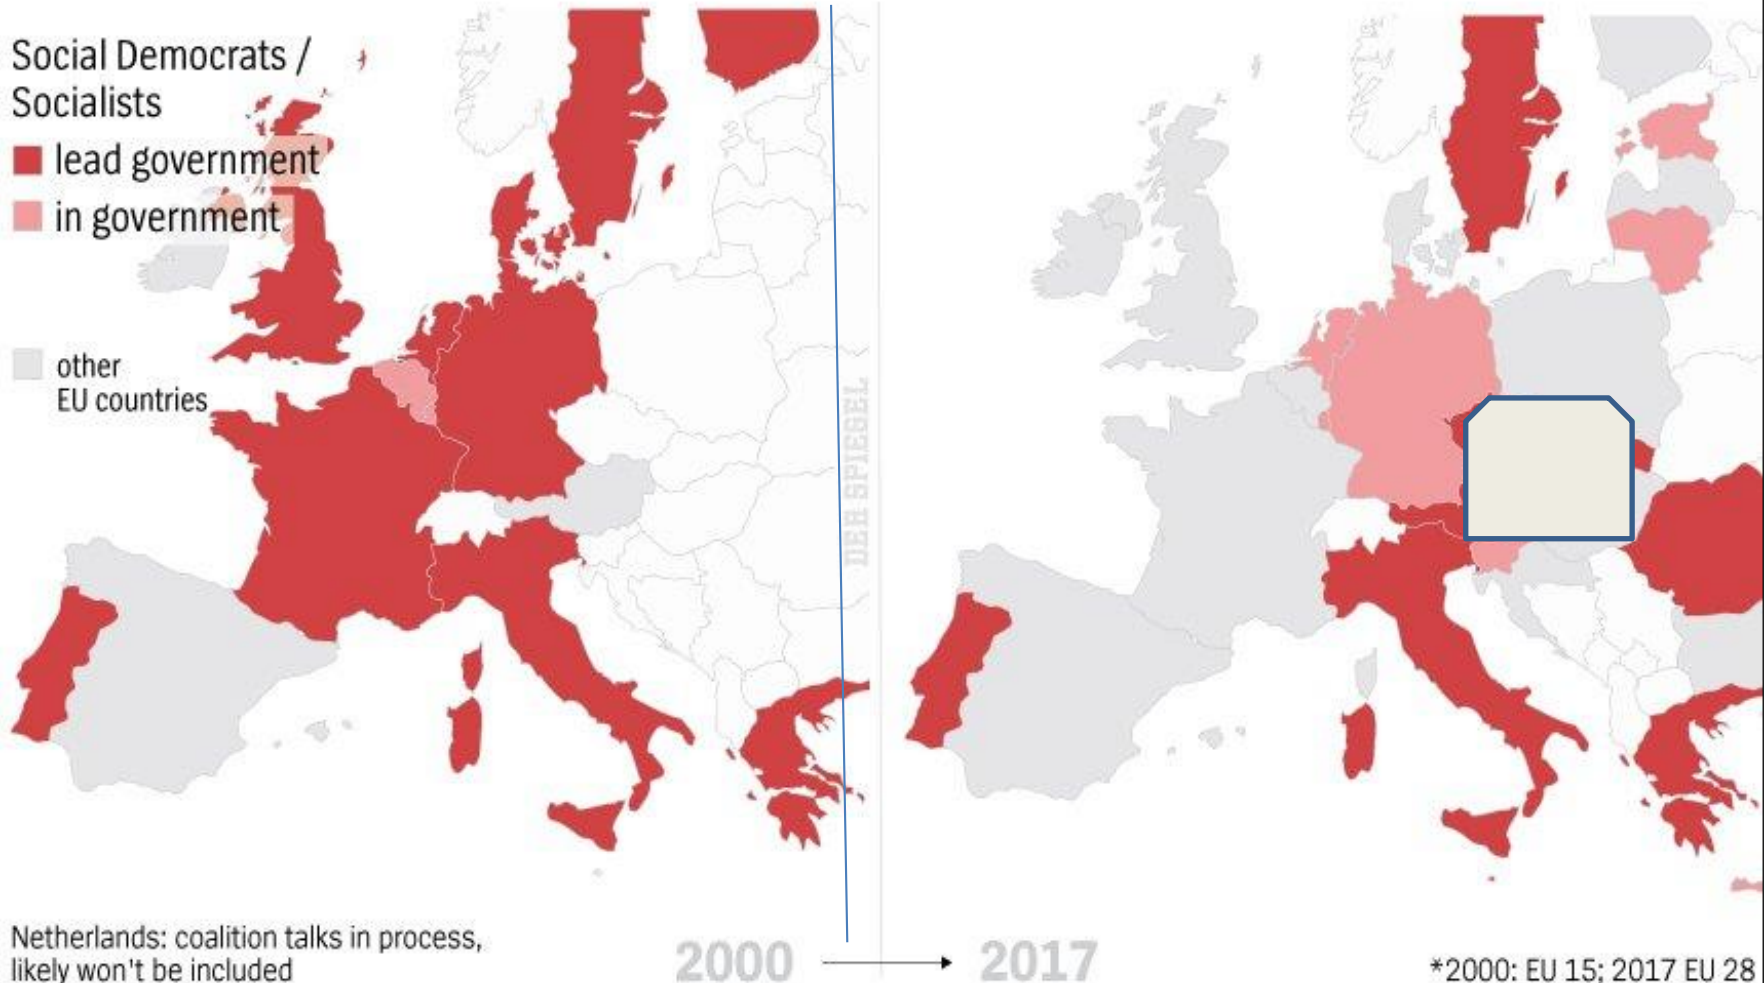 Social Democrats /
Socialists
lead government
in government
other
EU countries
DER SPIEGEL
Netherlands: coalition talks in process,
likely won't be included
2000
2017
*2000: EU 15; 2017 EU 28